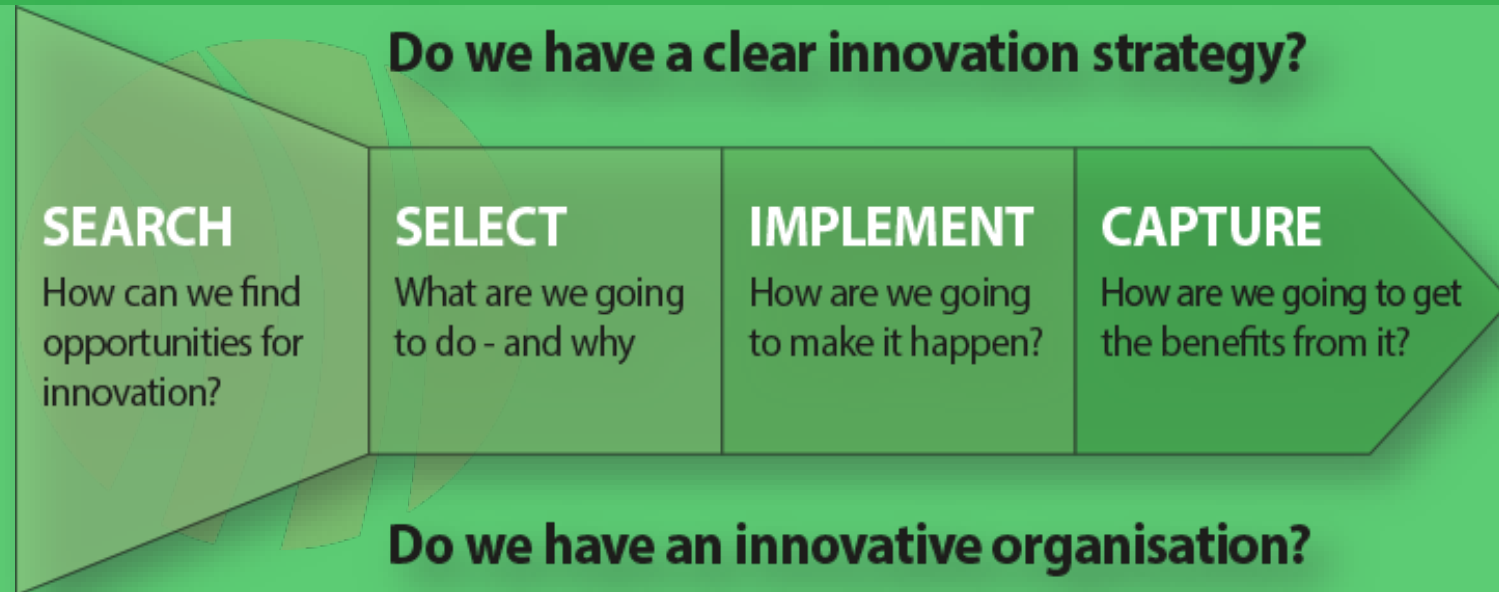 Do we have a clear innovation strategy?
SEARCH
How can we find
opportunities for
innovation?
SELECT
What are we going
to do - and why
IMPLEMENT
How are we going
to make it happen?
CAPTURE
How are we going to get
the benefits from it?
Do we have an innovative organisation?